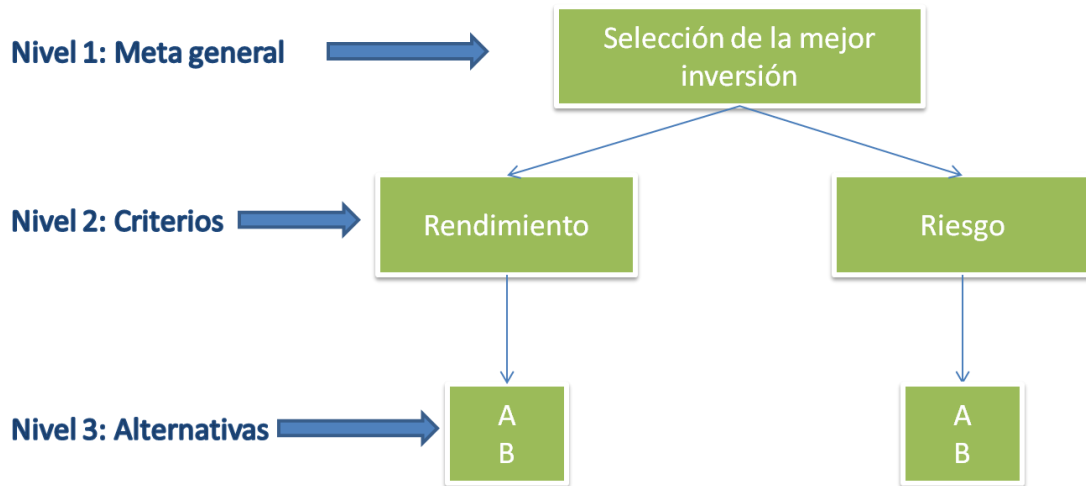 Nivel 1: Meta general
Selección de la mejor
inversión
Nivel 2: Criterios
Rendimiento
Riesgo
Nivel 3: Alternativas
A
B
A
B